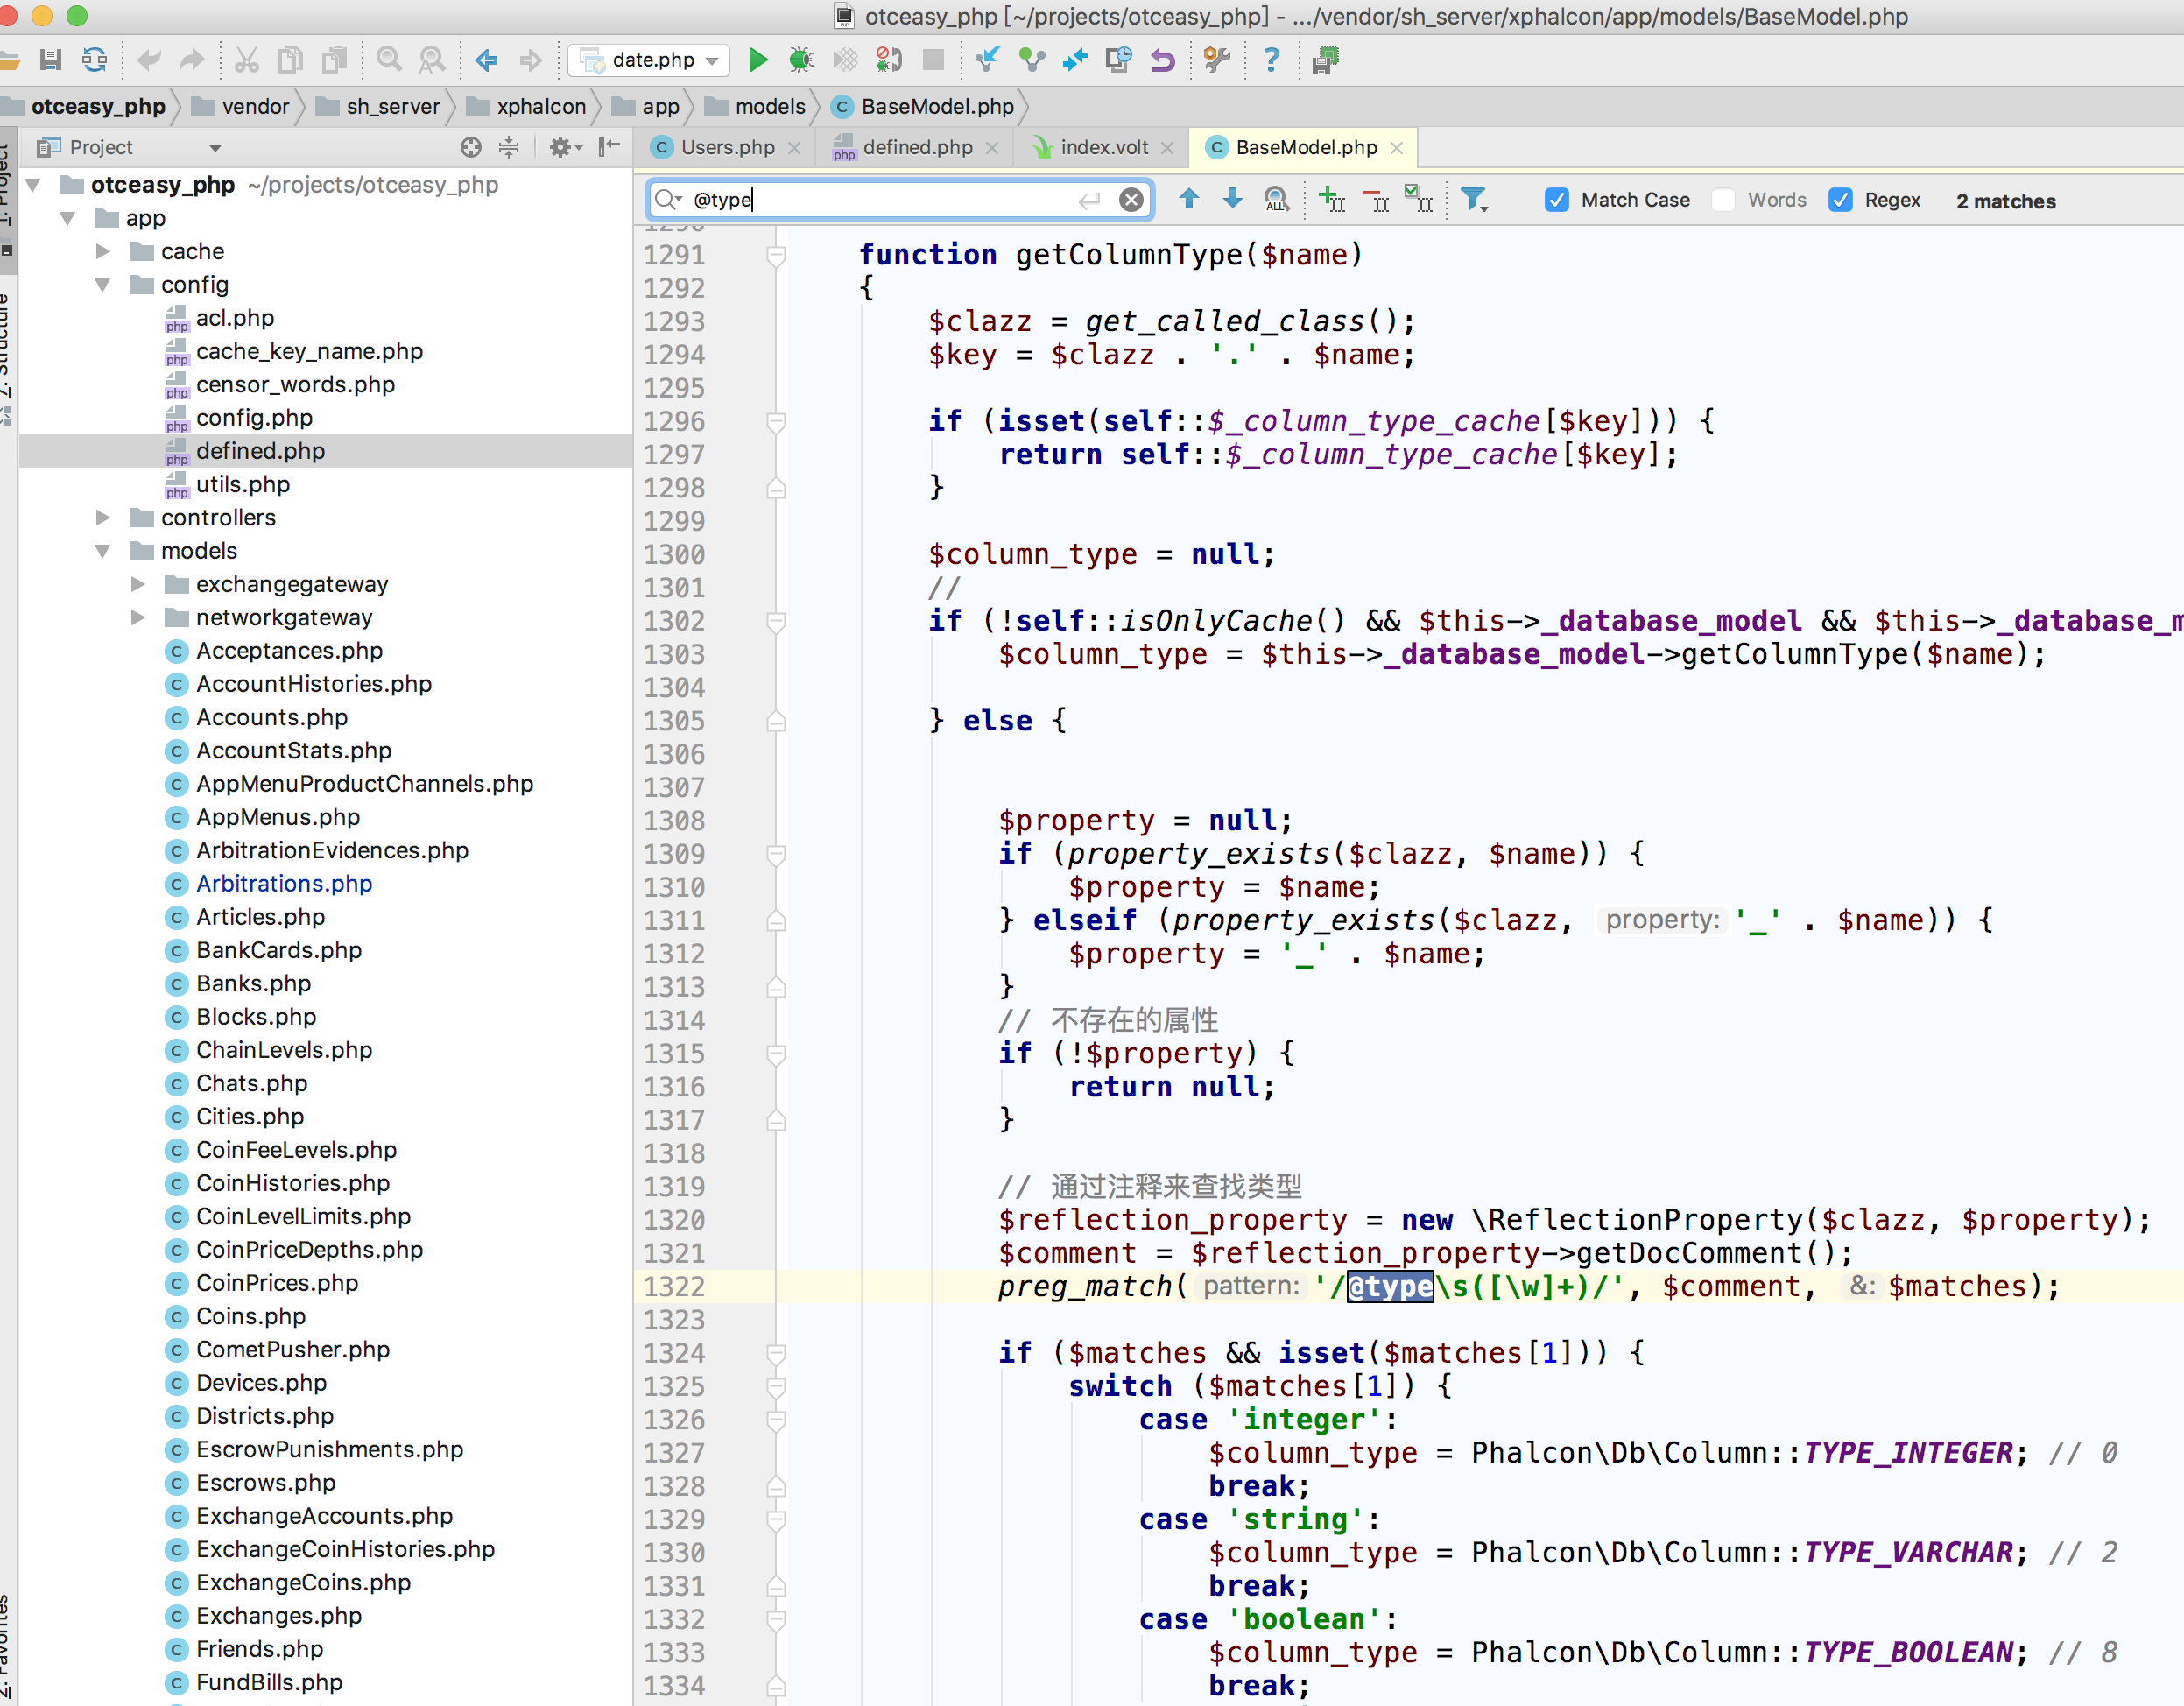 otceasy_php [~/projects/otceasy_php] - .../vendor/sh_server/xphalcon/app/models/BaseModel.php
date.php
otceasy_php vendor sh_server xphalcon app models BaseModel.php
Project
Users.php defined.php index.volt BaseModel.php
@type
Match Case Words Regex 2 matches
1: Project
7: Structure
2: Favorites
otceasy_php ~/projects/otceasy_php
app
cache
config
acl.php
cache_key_name.php
censor_words.php
config.php
defined.php
utils.php
controllers
models
exchangegateway
networkgateway
Acceptances.php
AccountHistories.php
Accounts.php
AccountStats.php
AppMenuProductChannels.php
AppMenus.php
ArbitrationEvidences.php
Arbitrations.php
Articles.php
BankCards.php
Banks.php
Blocks.php
ChainLevels.php
Chats.php
Cities.php
CoinFeeLevels.php
CoinHistories.php
CoinLevelLimits.php
CoinPriceDepths.php
CoinPrices.php
Coins.php
CometPusher.php
Devices.php
Districts.php
EscrowPunishments.php
Escrows.php
ExchangeAccounts.php
ExchangeCoinHistories.php
ExchangeCoins.php
Exchanges.php
Friends.php
FundBills.php
1290
1291 function getColumnType($name)
1292 {
1293 $clazz = get_called_class();
1294 $key = $clazz . '.' . $name;
1295
1296 if (isset(self::$_column_type_cache[$key])) {
1297 return self::$_column_type_cache[$key];
1298 }
1299
1300 $column_type = null;
1301 //
1302 if (!self::isOnlyCache() && $this->_database_model && $this->_database_m
1303 $column_type = $this->_database_model->getColumnType($name);
1304
1305 } else {
1306
1307
1308 $property = null;
1309 if (property_exists($clazz, $name)) {
1310 $property = $name;
1311 } elseif (property_exists($clazz, property: '_' . $name)) {
1312 $property = '_' . $name;
1313 }
1314 // 不存在的属性
1315 if (!$property) {
1316 return null;
1317 }
1318
1319 // 通过注释来查找类型
1320 $reflection_property = new \ReflectionProperty($clazz, $property);
1321 $comment = $reflection_property->getDocComment();
1322 preg_match( pattern: '/@type\s([\w]+)/', $comment, &: $matches);
1323
1324 if ($matches && isset($matches[1])) {
1325 switch ($matches[1]) {
1326 case 'integer':
1327 $column_type = Phalcon\Db\Column::TYPE_INTEGER; // 0
1328 break;
1329 case 'string':
1330 $column_type = Phalcon\Db\Column::TYPE_VARCHAR; // 2
1331 break;
1332 case 'boolean':
1333 $column_type = Phalcon\Db\Column::TYPE_BOOLEAN; // 8
1334 break;